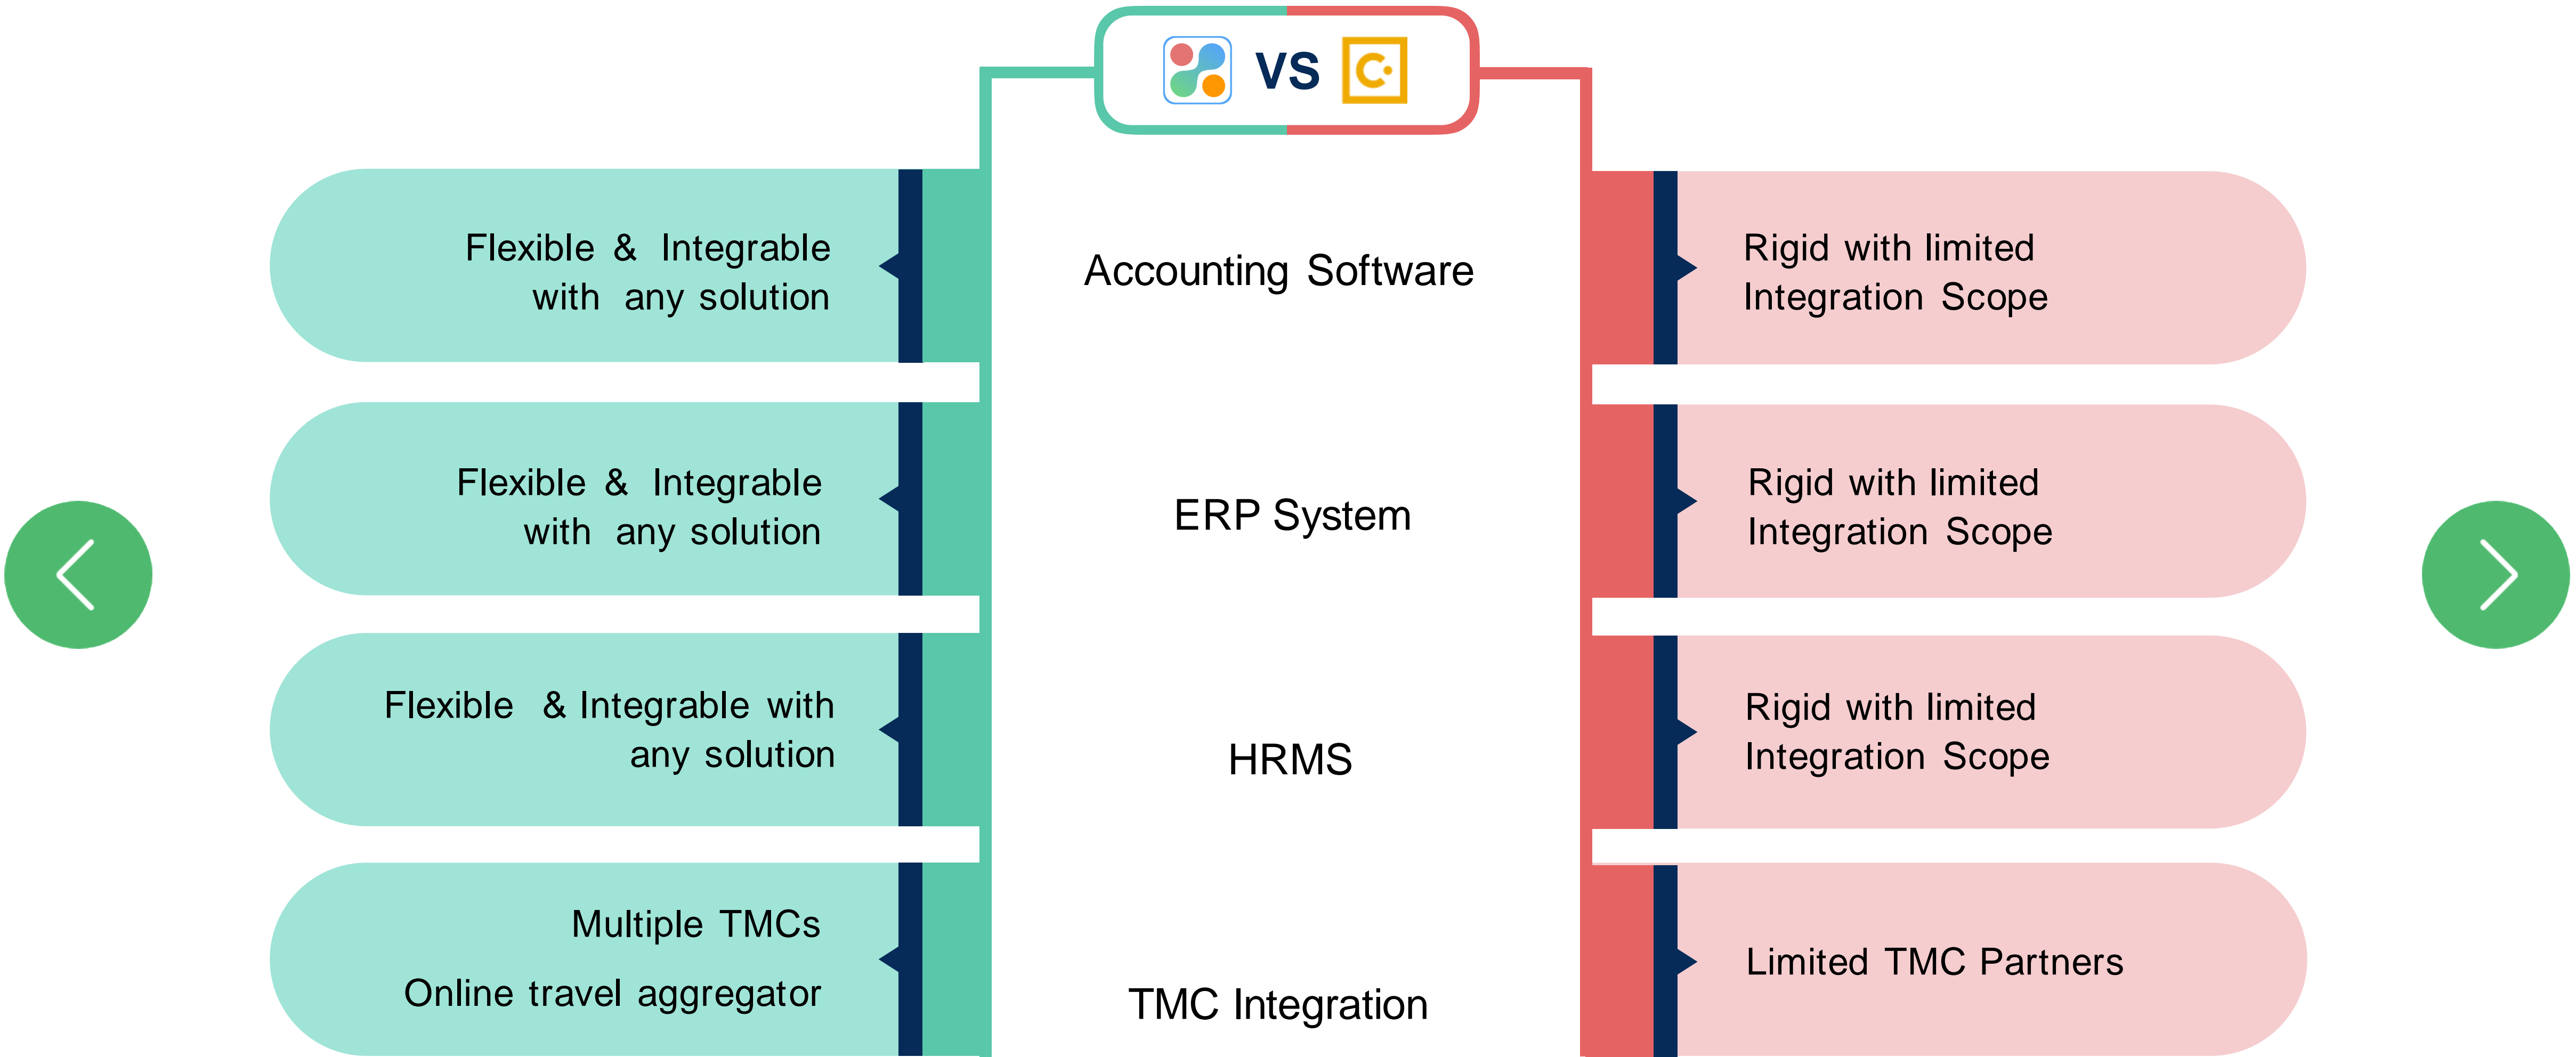 VS
Flexible & Integrable
with any solution
Accounting Software
Rigid with limited
Integration Scope
Flexible & Integrable
with any solution
ERP System
Rigid with limited
Integration Scope
Flexible & Integrable with
any solution
HRMS
Rigid with limited
Integration Scope
Multiple TMCs
Online travel aggregator
TMC Integration
Limited TMC Partners